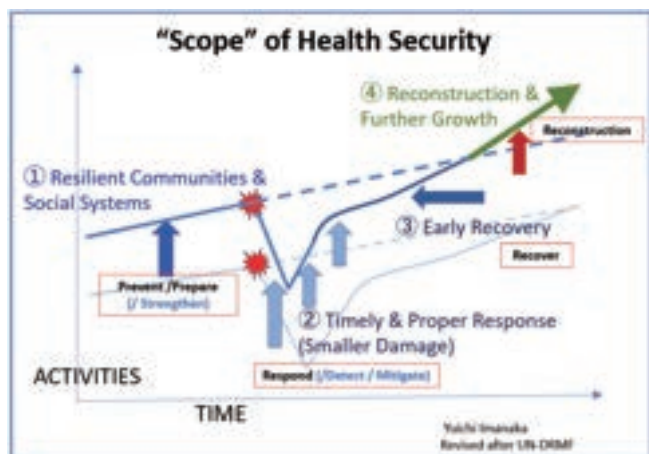 “Scope” of Health Security
④ Reconstruction &
Further Growth
Reconstruction
① Resilient Communities &
Social Systems
③ Early Recovery
Recover
Prevent /Prepare
(/ Strengthen)
② Timely & Proper Response
(Smaller Damage)
Respond (/Detect / Mitigate)
ACTIVITIES
TIME
Yuichi Imanaka
Revised after UN-DRMF